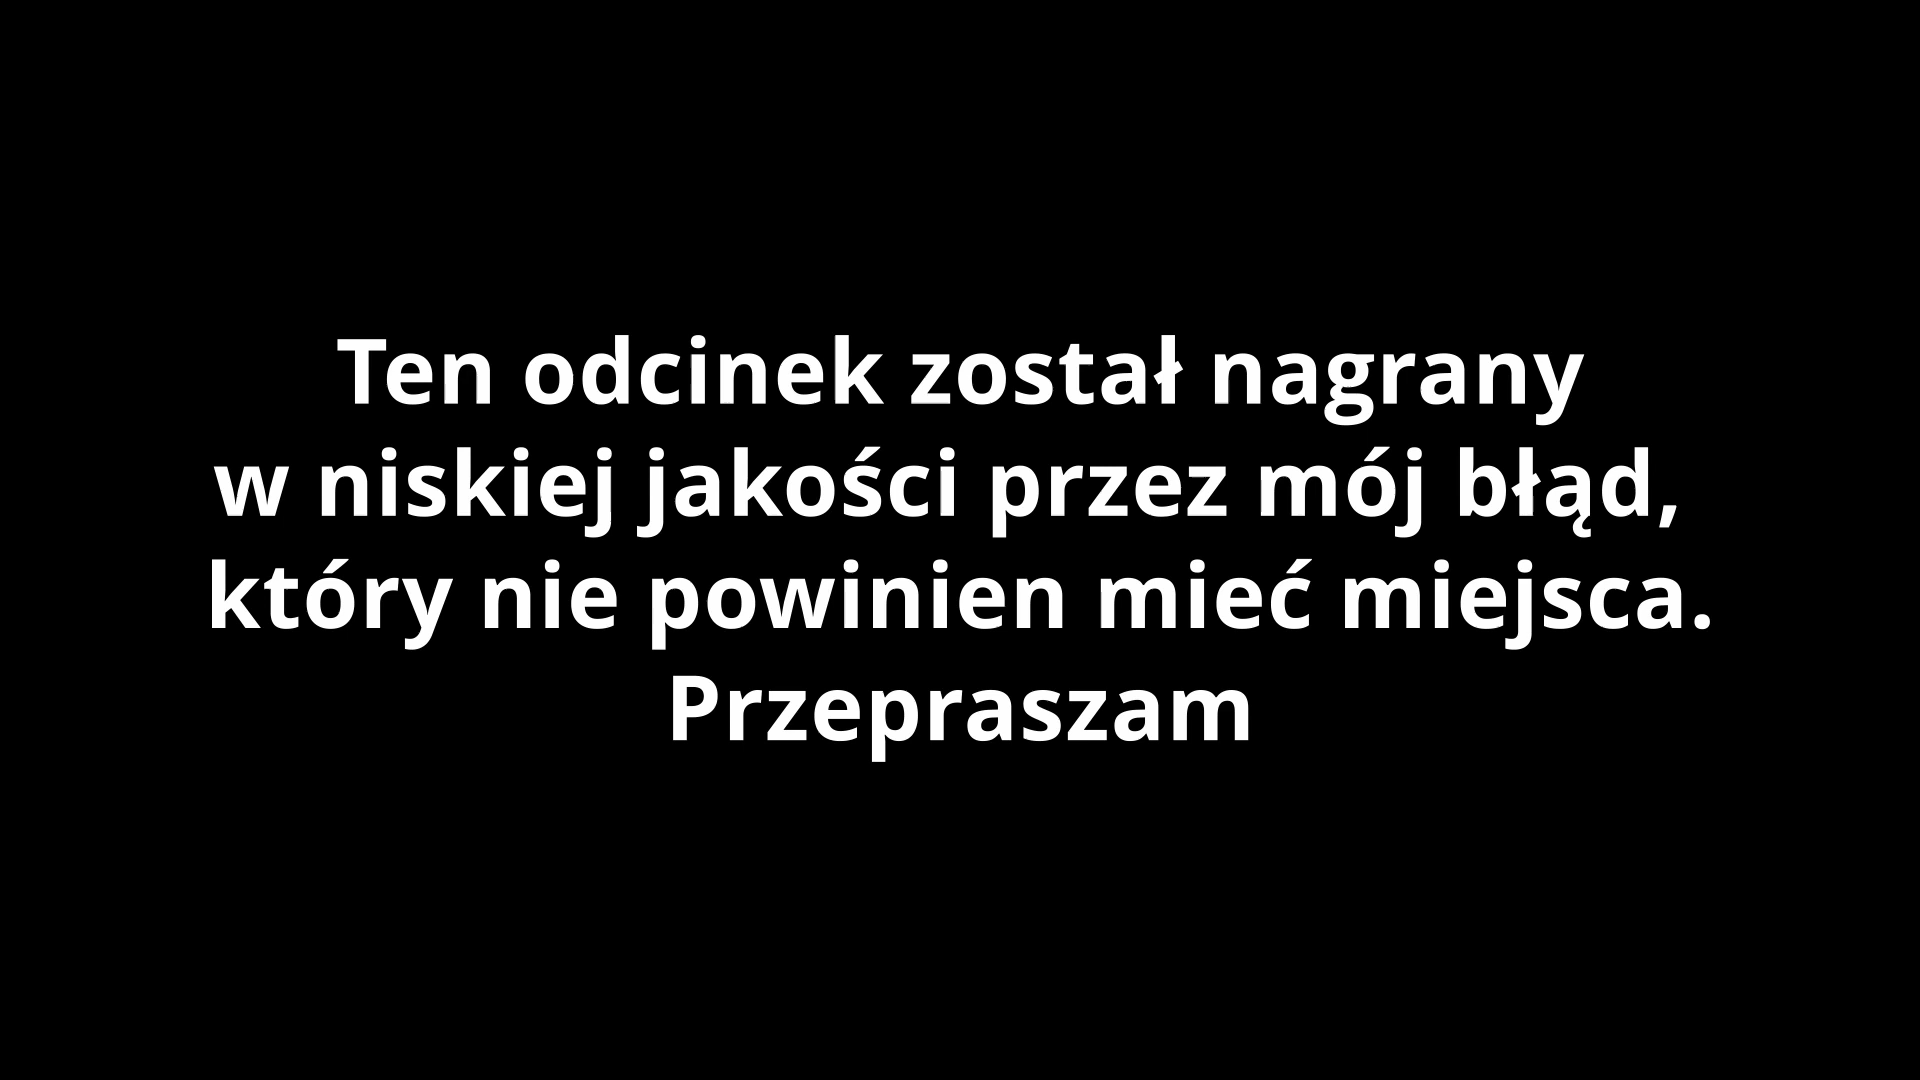 Ten odcinek został nagrany
w niskiej jakości przez mój błąd,
który nie powinien mieć miejsca.
Przepraszam